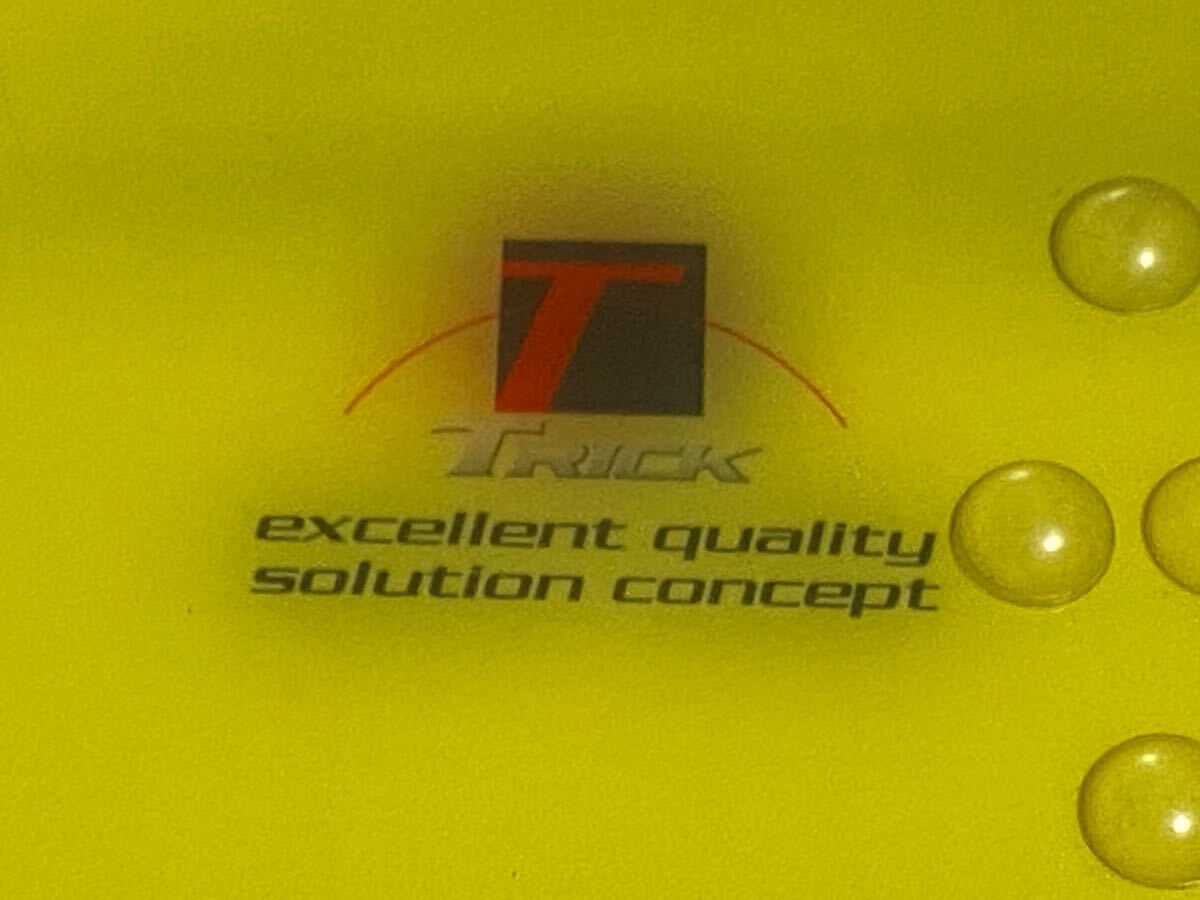 T
TRICK
excellent quality
solution concept